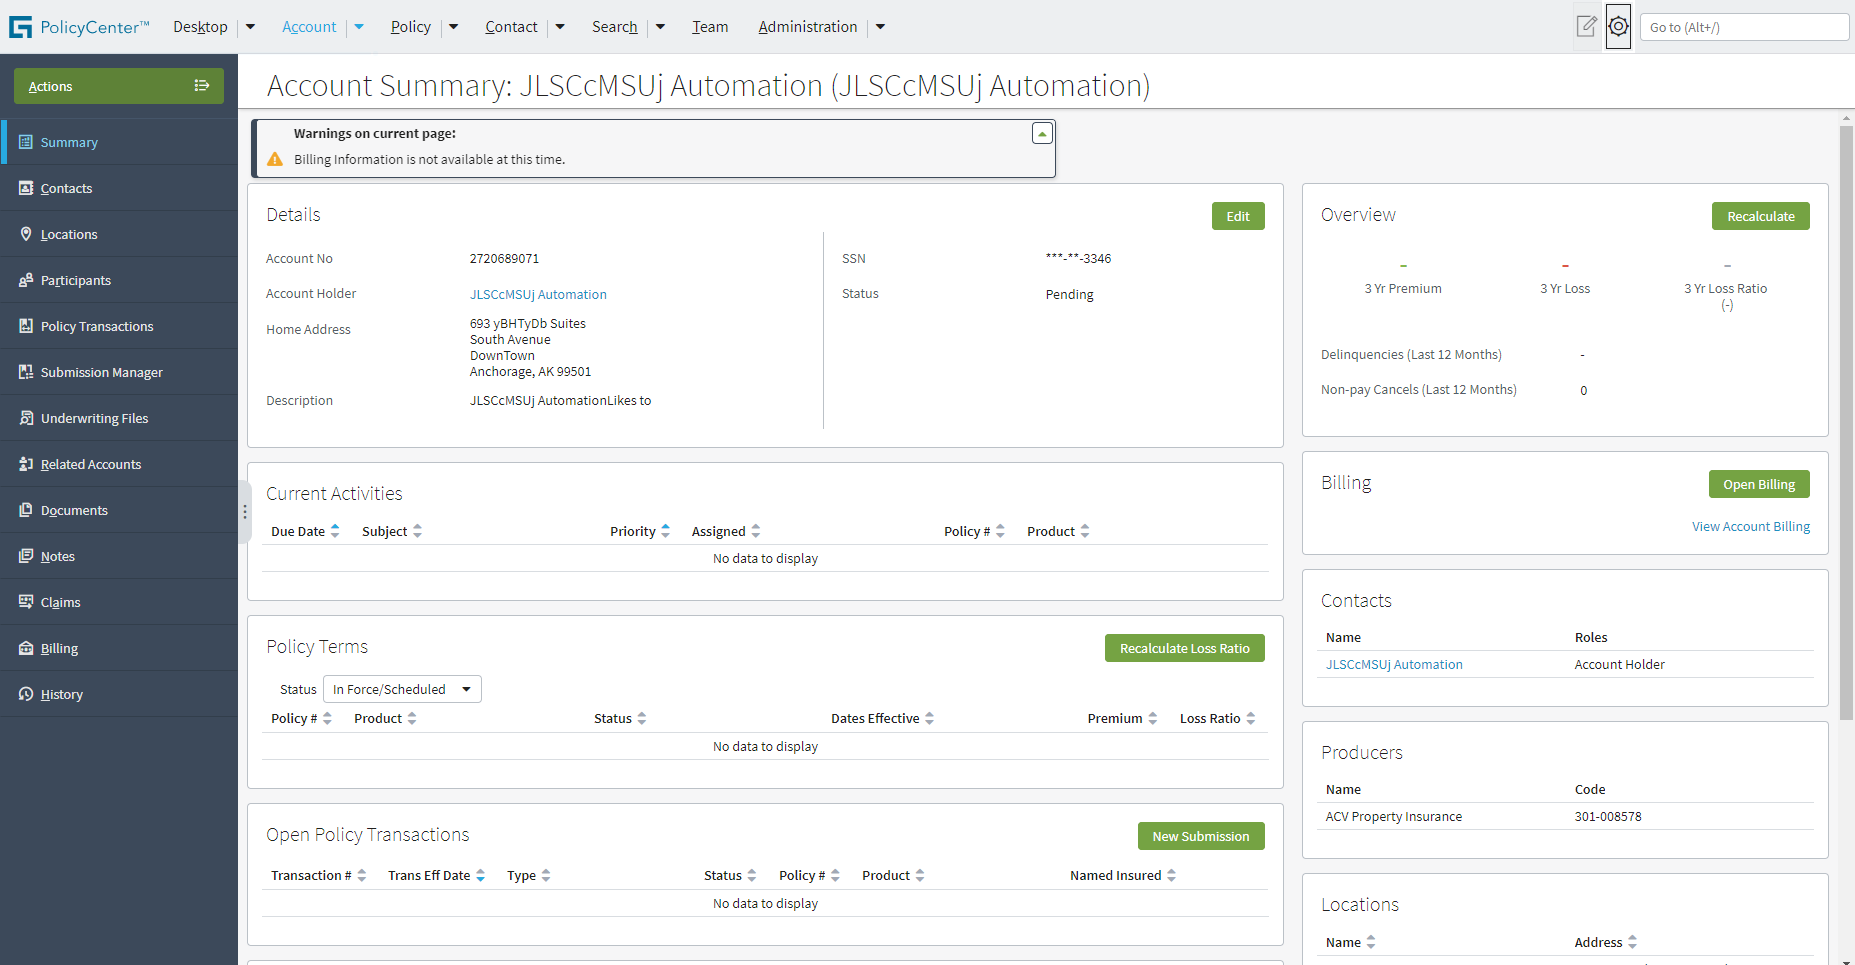 PolicyCenter™ Desktop Account Policy Contact Search Team Administration Go to (Alt+/)
Actions
Summary
Contacts
Locations
Participants
Policy Transactions
Submission Manager
Underwriting Files
Related Accounts
Documents
Notes
Claims
Billing
History
Account Summary: JLSCcMSUj Automation (JLSCcMSUj Automation)
Warnings on current page:
Billing Information is not available at this time.
Details Edit
Account No 2720689071
Account Holder JLSCcMSUj Automation
Home Address 693 yBHTyDb Suites
South Avenue
DownTown
Anchorage, AK 99501
Description JLSCcMSUj AutomationLikes to
SSN ***-**-3346
Status Pending
Current Activities
Due Date Subject Priority Assigned Policy # Product
No data to display
Policy Terms Recalculate Loss Ratio
Status In Force/Scheduled
Policy # Product Status Dates Effective Premium Loss Ratio
No data to display
Open Policy Transactions New Submission
Transaction # Trans Eff Date Type Status Policy # Product Named Insured
No data to display
Overview Recalculate
– – –
3 Yr Premium 3 Yr Loss 3 Yr Loss Ratio
(-)
Delinquencies (Last 12 Months) -
Non-pay Cancels (Last 12 Months) 0
Billing Open Billing
View Account Billing
Contacts
Name Roles
JLSCcMSUj Automation Account Holder
Producers
Name Code
ACV Property Insurance 301-008578
Locations
Name Address